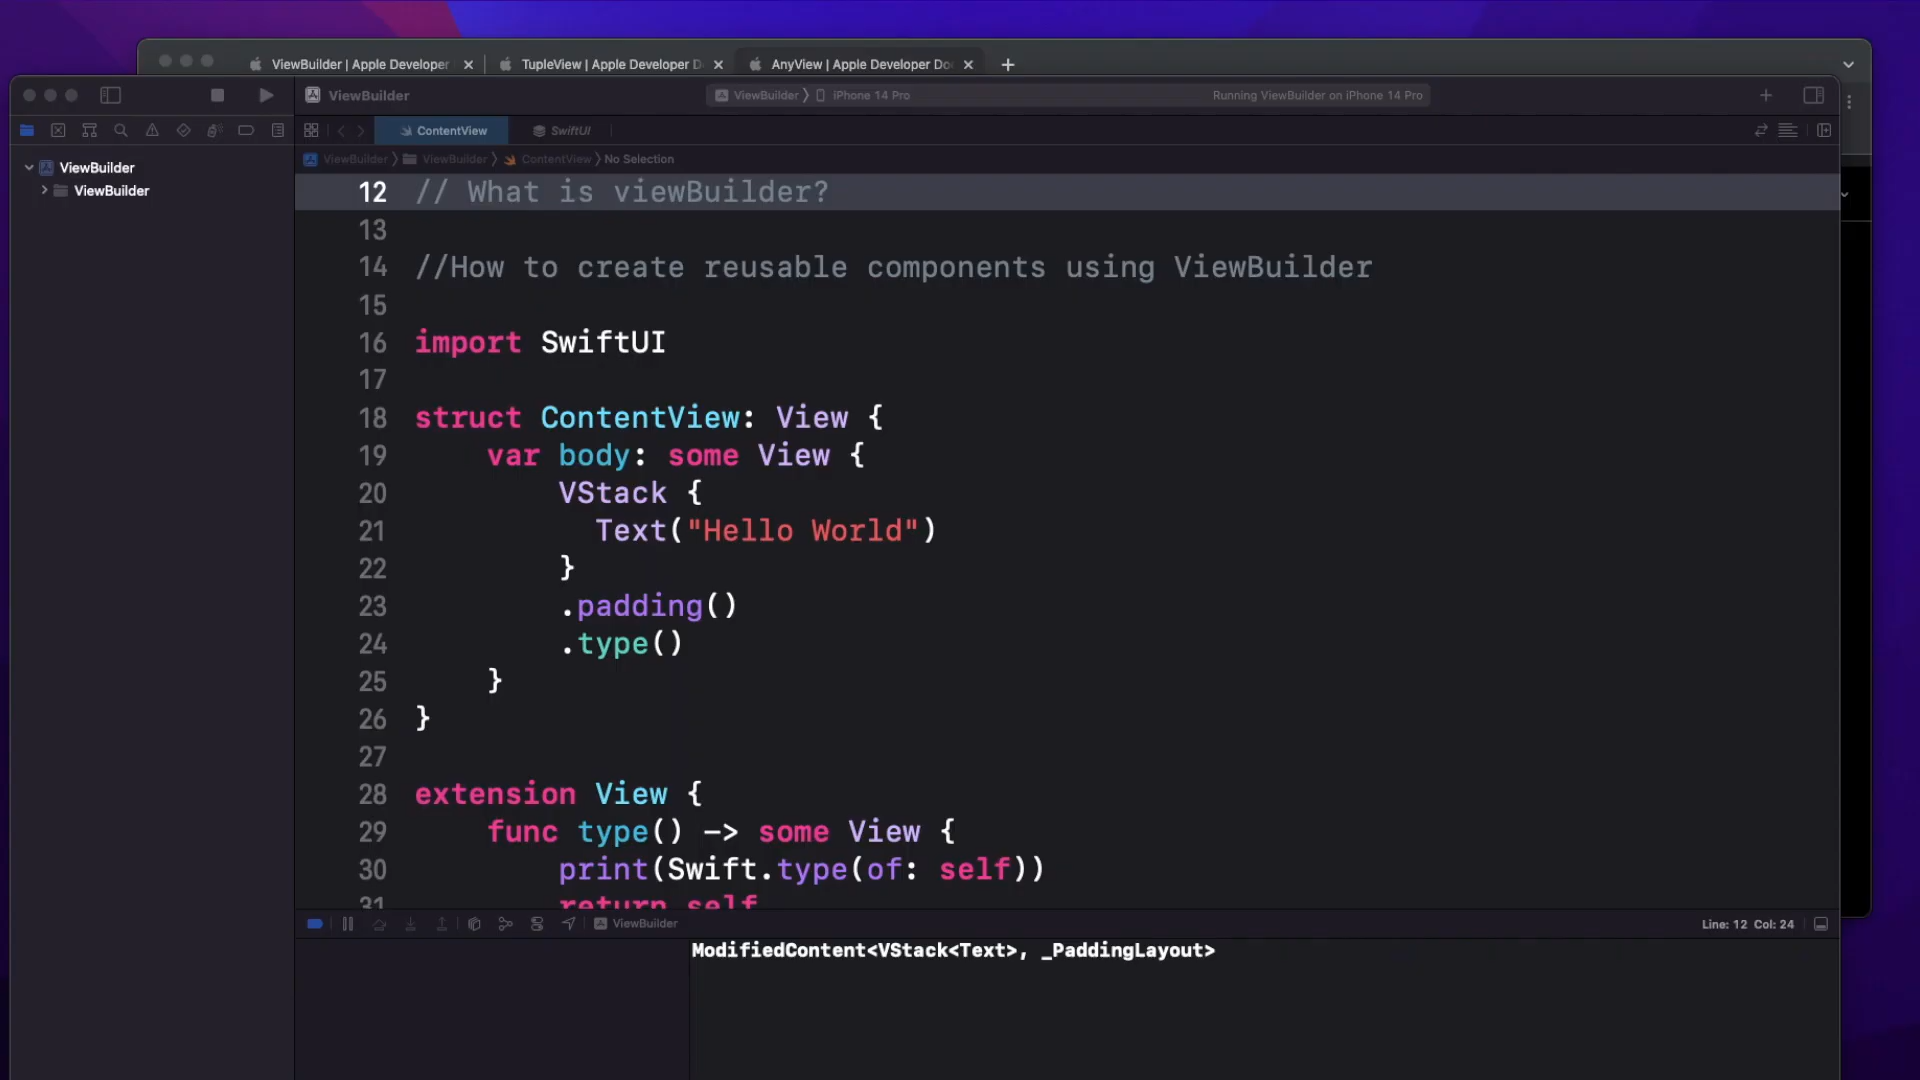 ViewBuilder | Apple Developer
TupleView | Apple Developer D
AnyView | Apple Developer Do
ViewBuilder
ViewBuilder
iPhone 14 Pro
Running ViewBuilder on iPhone 14 Pro
ContentView
SwiftUI
ViewBuilder
ViewBuilder
ContentView
No Selection
ViewBuilder
ViewBuilder
12 // What is viewBuilder?
13
14 //How to create reusable components using ViewBuilder
15
16 import SwiftUI
17
18 struct ContentView: View {
19 var body: some View {
20 VStack {
21 Text("Hello World")
22 }
23 .padding()
24 .type()
25 }
26 }
27
28 extension View {
29 func type() -> some View {
30 print(Swift.type(of: self))
31 return self
ViewBuilder
Line: 12 Col: 24
ModifiedContent<VStack<Text>, _PaddingLayout>